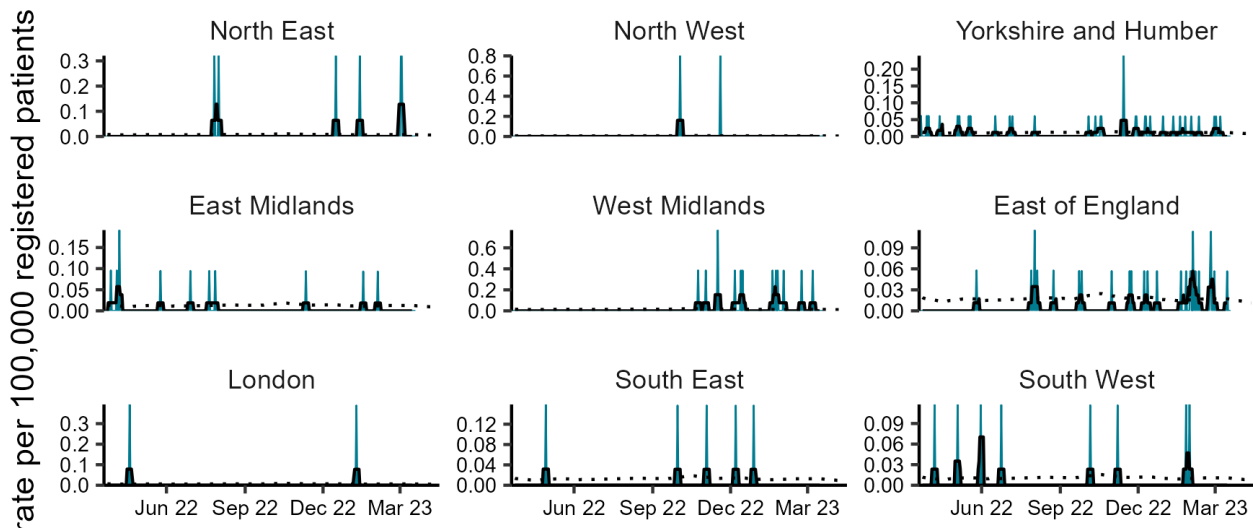 rate per 100,000 registered patients
North East
0.3
0.2
0.1
0.0
North West
0.8
0.6
0.4
0.2
0.0
Yorkshire and Humber
0.20
0.15
0.10
0.05
0.00
East Midlands
0.15
0.10
0.05
0.00
West Midlands
0.6
0.4
0.2
0.0
East of England
0.09
0.06
0.03
0.00
London
0.3
0.2
0.1
0.0
Jun 22 Sep 22 Dec 22 Mar 23
South East
0.12
0.08
0.04
0.00
Jun 22 Sep 22 Dec 22 Mar 23
South West
0.09
0.06
0.03
0.00
Jun 22 Sep 22 Dec 22 Mar 23